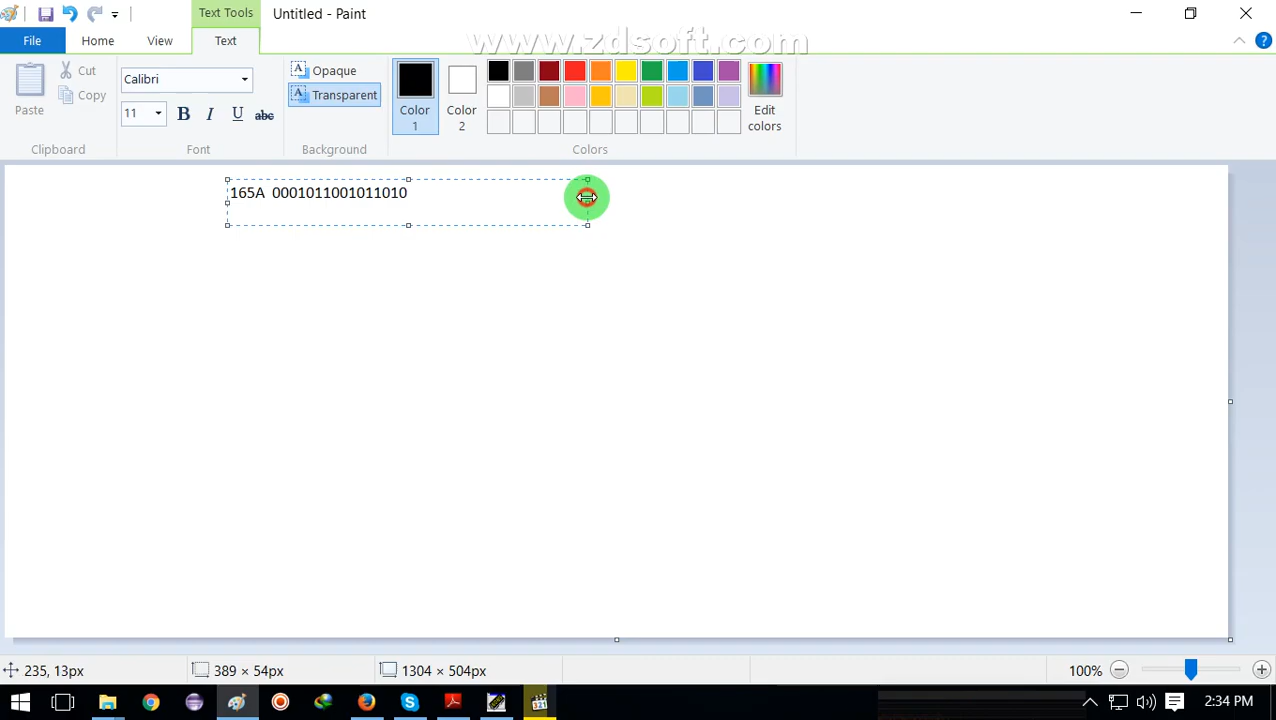 Text Tools
Untitled - Paint
File
Home
View
Text
www.zdsoft.com
Paste
Cut
Copy
Calibri
11
B
I
U
abc
Opaque
Transparent
Color
1
Color
2
Edit
colors
Clipboard
Font
Background
Colors
165A 0001011001011010
235, 13px
389 × 54px
1304 × 504px
100%
2:34 PM